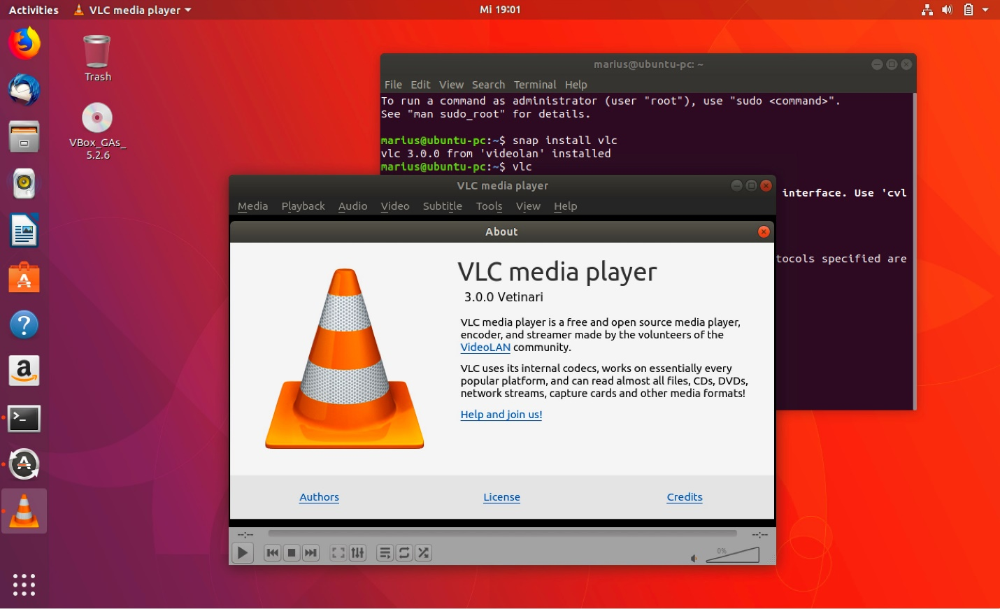 Activities VLC media player Mi 19:01
Trash
VBox_GAs_
5.2.6
marius@ubuntu-pc: ~
File Edit View Search Terminal Help
To run a command as administrator (user "root"), use "sudo <command>".
See "man sudo_root" for details.
marius@ubuntu-pc:~$ snap install vlc
vlc 3.0.0 from 'videolan' installed
marius@ubuntu-pc:~$ vlc
interface. Use 'cvl
tocols specified are
VLC media player
Media Playback Audio Video Subtitle Tools View Help
About
VLC media player
3.0.0 Vetinari
VLC media player is a free and open source media player,
encoder, and streamer made by the volunteers of the
VideoLAN community.
VLC uses its internal codecs, works on essentially every
popular platform, and can read almost all files, CDs, DVDs,
network streams, capture cards and other media formats!
Help and join us!
Authors License Credits
--:-- --:--
0%